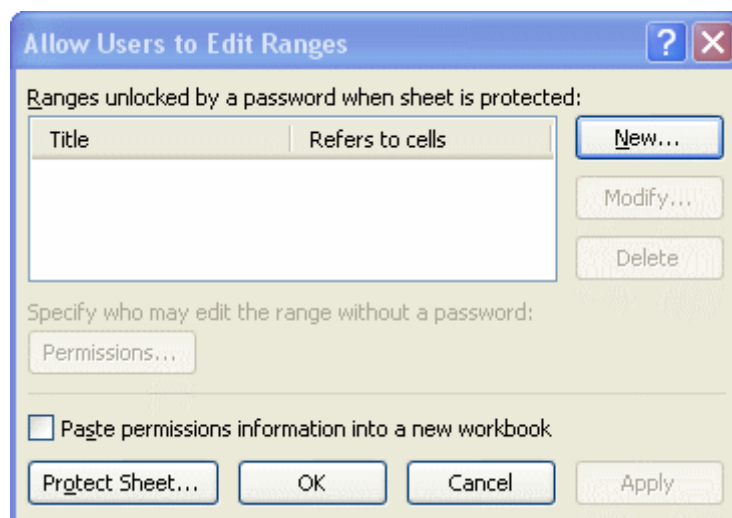 Allow Users to Edit Ranges
Ranges unlocked by a password when sheet is protected:
Title Refers to cells
New...
Modify...
Delete
Specify who may edit the range without a password:
Permissions...
Paste permissions information into a new workbook
Protect Sheet... OK Cancel Apply